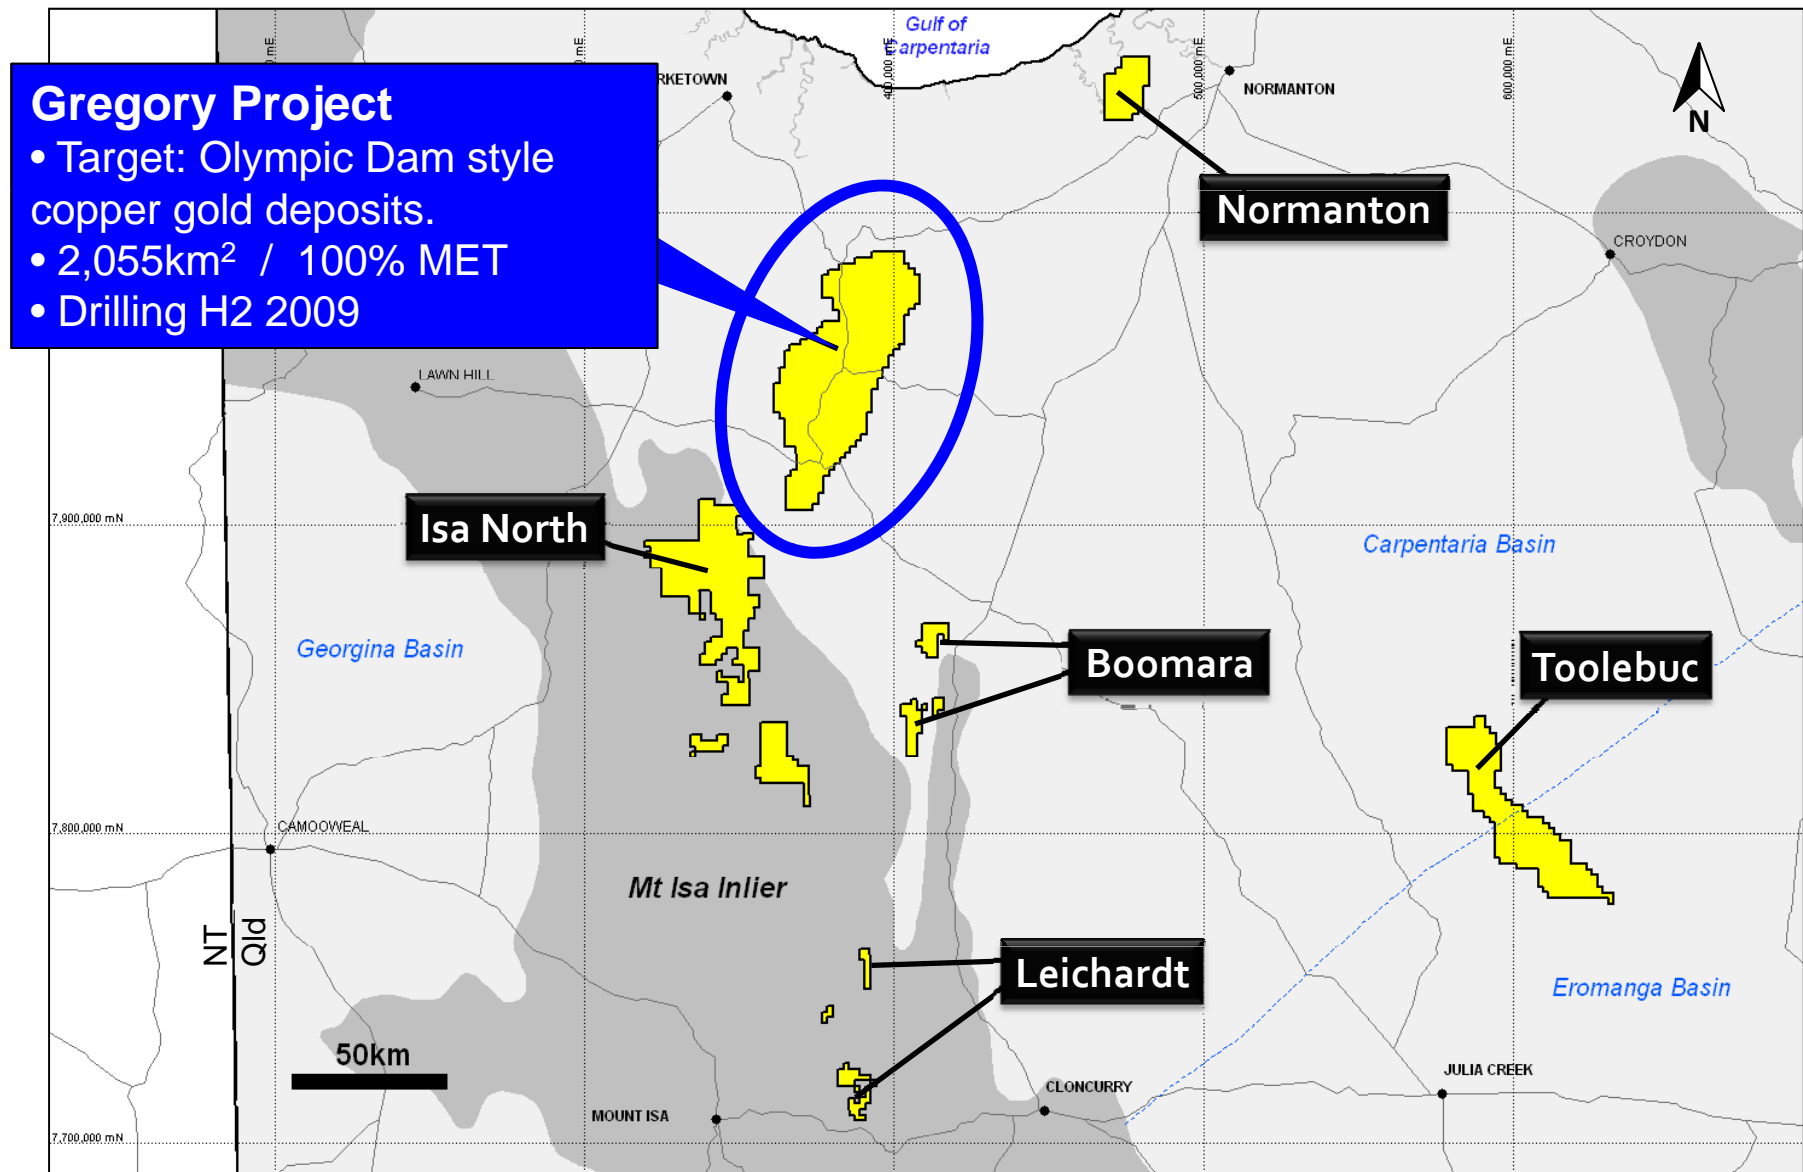 Gulf of
Carpentaria
mE
mE
400,000 mE
500,000 mE
600,000 mE
RKETOWN
NORMANTON
N
Gregory Project
• Target: Olympic Dam style
copper gold deposits.
• 2,055km² / 100% MET
• Drilling H2 2009
Normanton
CROYDON
LAWN HILL
Isa North
7,900,000 mN
Carpentaria Basin
Georgina Basin
Boomara
Toolebuc
7,800,000 mN
CAMOOWEAL
Mt Isa Inlier
NT
Qld
Leichardt
Eromanga Basin
50km
JULIA CREEK
CLONCURRY
MOUNT ISA
7,700,000 mN